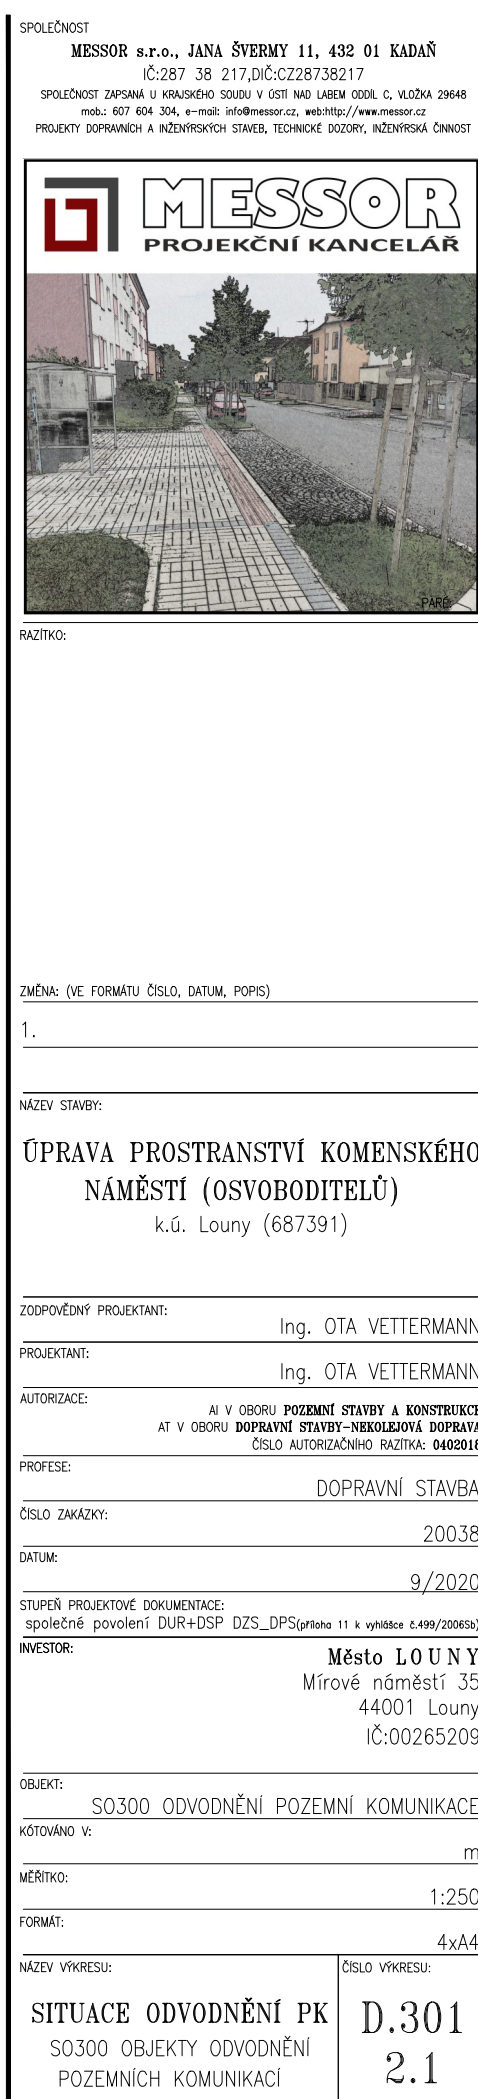 SPOLEČNOST
MESSOR s.r.o., JANA ŠVERMY 11, 432 01 KADAŇ
IČ:287 38 217,DIČ:CZ28738217
SPOLEČNOST ZAPSANÁ U KRAJSKÉHO SOUDU V ÚSTÍ NAD LABEM ODDÍL C, VLOŽKA 29648
mob.: 607 604 304, e-mail: info@messor.cz, web:http://www.messor.cz
PROJEKTY DOPRAVNÍCH A INŽENÝRSKÝCH STAVEB, TECHNICKÉ DOZORY, INŽENÝRSKÁ ČINNOST
MESSOR
PROJEKČNÍ KANCELÁŘ
PARÉ:
RAZÍTKO:
ZMĚNA: (VE FORMÁTU ČÍSLO, DATUM, POPIS)
1.
NÁZEV STAVBY:
ÚPRAVA PROSTRANSTVÍ KOMENSKÉHO
NÁMĚSTÍ (OSVOBODITELŮ)
k.ú. Louny (687391)
ZODPOVĚDNÝ PROJEKTANT:
Ing. OTA VETTERMANN
PROJEKTANT:
Ing. OTA VETTERMANN
AUTORIZACE:
AI V OBORU POZEMNÍ STAVBY A KONSTRUKCE
AT V OBORU DOPRAVNÍ STAVBY-NEKOLEJOVÁ DOPRAVA
ČÍSLO AUTORIZAČNÍHO RAZÍTKA: 0402018
PROFESE:
DOPRAVNÍ STAVBA
ČÍSLO ZAKÁZKY:
20038
DATUM:
9/2020
STUPEŇ PROJEKTOVÉ DOKUMENTACE:
společné povolení DUR+DSP DZS_DPS(příloha 11 k vyhlášce č.499/2006Sb)
INVESTOR:
Město LOUNY
Mírové náměstí 35
44001 Louny
IČ:00265209
OBJEKT:
SO300 ODVODNĚNÍ POZEMNÍ KOMUNIKACE
KÓTOVÁNO V:
m
MĚŘÍTKO:
1:250
FORMÁT:
4xA4
NÁZEV VÝKRESU:
SITUACE ODVODNĚNÍ PK
SO300 OBJEKTY ODVODNĚNÍ
POZEMNÍCH KOMUNIKACÍ
ČÍSLO VÝKRESU:
D.301
2.1